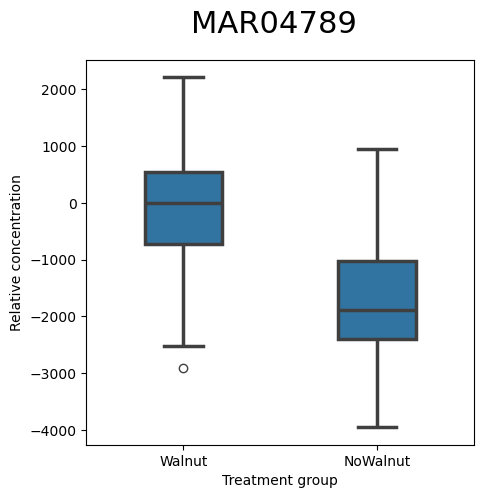 MAR04789
Relative concentration
2000
1000
0
−1000
−2000
−3000
−4000
Walnut NoWalnut
Treatment group